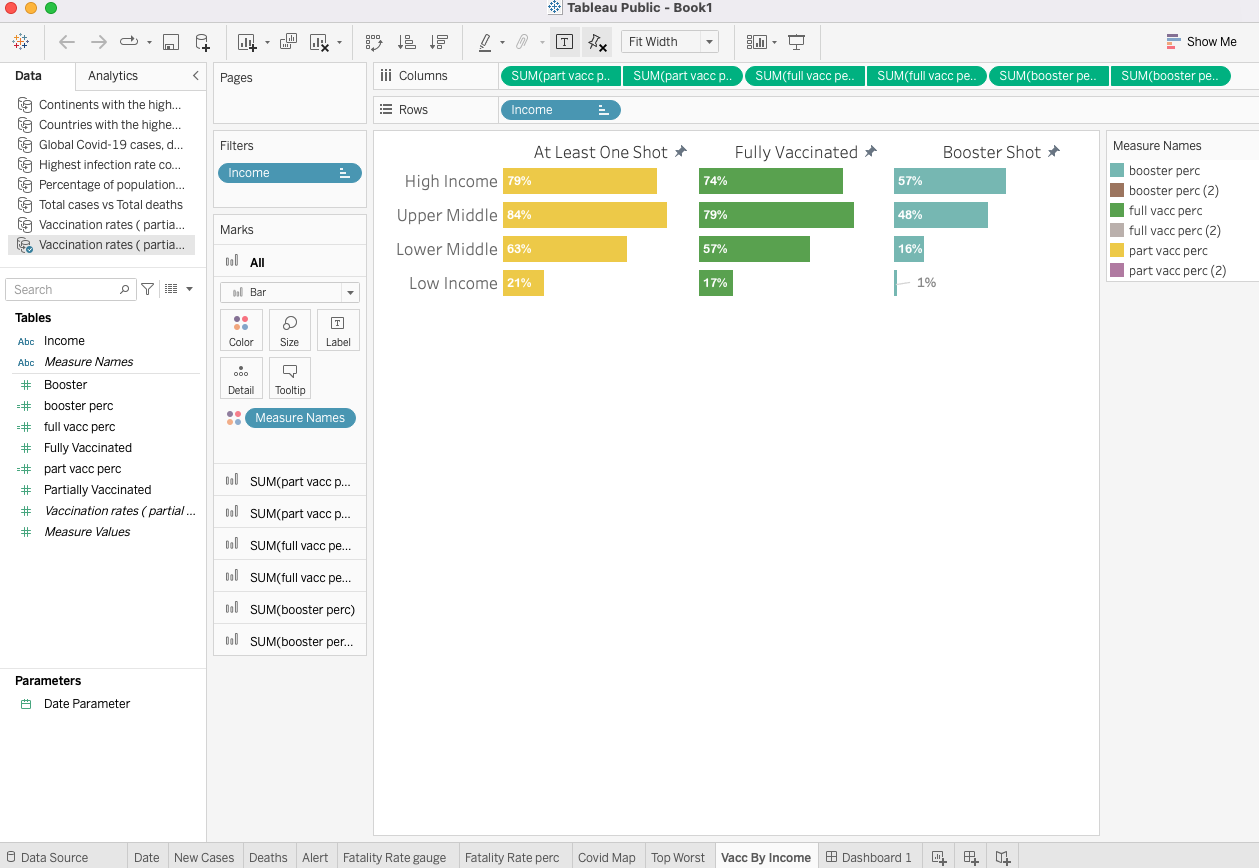 Tableau Public - Book1
Fit Width
Show Me
Data
Analytics
Continents with the high...
Countries with the highe...
Global Covid-19 cases, d...
Highest infection rate co...
Percentage of population...
Total cases vs Total deaths
Vaccination rates ( partia...
Vaccination rates ( partia...
Search
Tables
Abc Income
Abc Measure Names
Booster
booster perc
full vacc perc
Fully Vaccinated
part vacc perc
Partially Vaccinated
Vaccination rates ( partial ...
Measure Values
Parameters
Date Parameter
Pages
Filters
Income
Marks
All
Bar
Color Size Label
Detail Tooltip
Measure Names
SUM(part vacc p...
SUM(part vacc p...
SUM(full vacc pe...
SUM(full vacc pe...
SUM(booster perc)
SUM(booster per...
Columns SUM(part vacc p.. SUM(part vacc p.. SUM(full vacc pe.. SUM(full vacc pe.. SUM(booster pe.. SUM(booster pe..
Rows Income
At Least One Shot Fully Vaccinated Booster Shot
High Income 79% 74% 57%
Upper Middle 84% 79% 48%
Lower Middle 63% 57% 16%
Low Income 21% 17% 1%
Measure Names
booster perc
booster perc (2)
full vacc perc
full vacc perc (2)
part vacc perc
part vacc perc (2)
Data Source Date New Cases Deaths Alert Fatality Rate gauge Fatality Rate perc Covid Map Top Worst Vacc By Income Dashboard 1